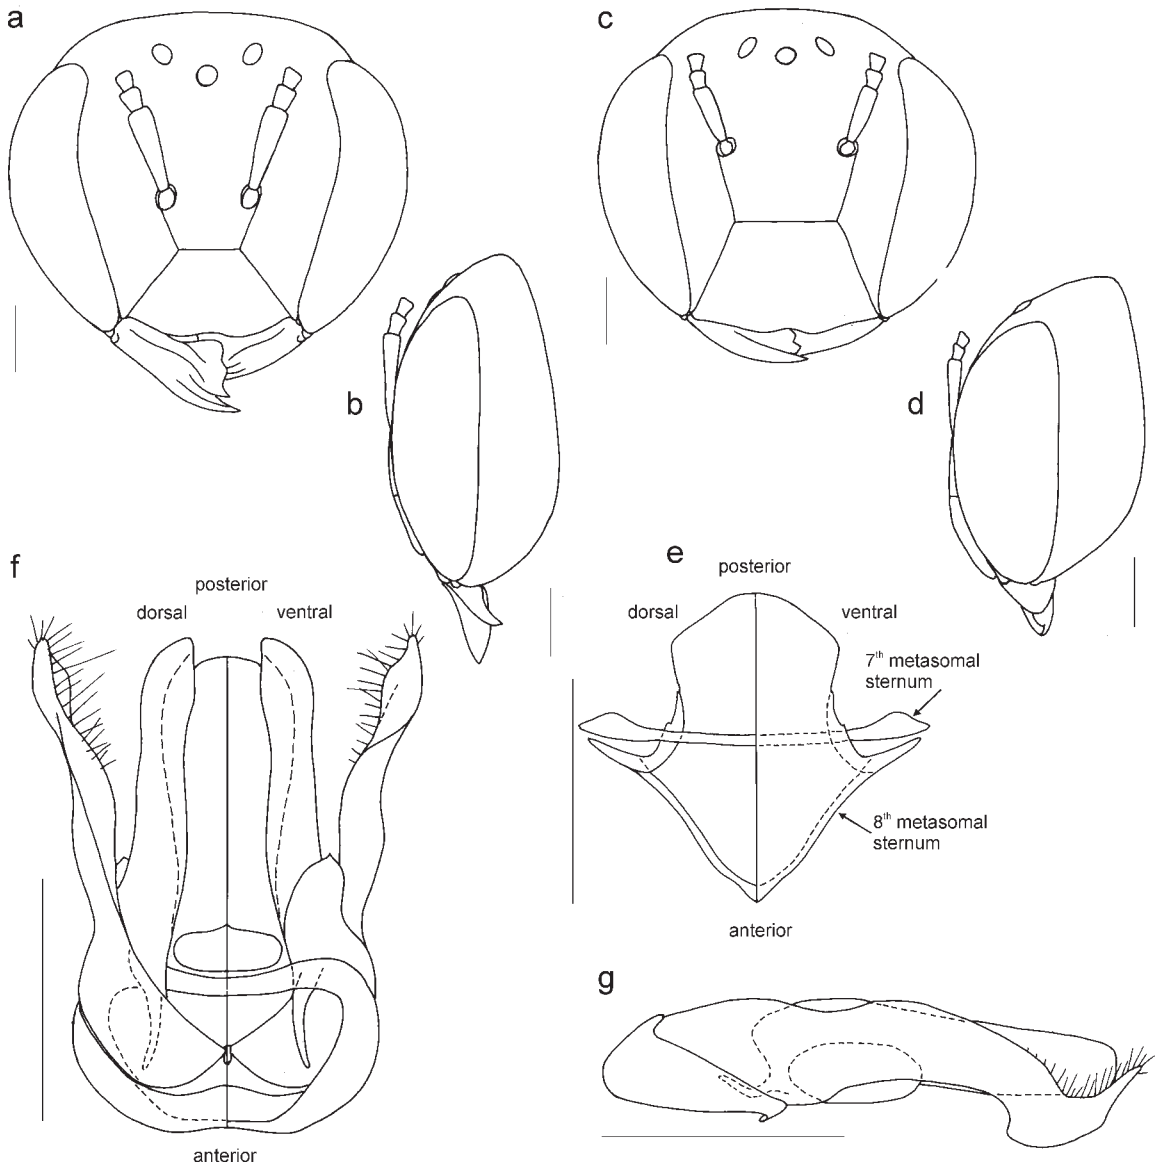 a
c
b
d
f
posterior
dorsal
ventral
anterior
e
posterior
dorsal
ventral
7th metasomal
sternum
8th metasomal
sternum
anterior
g